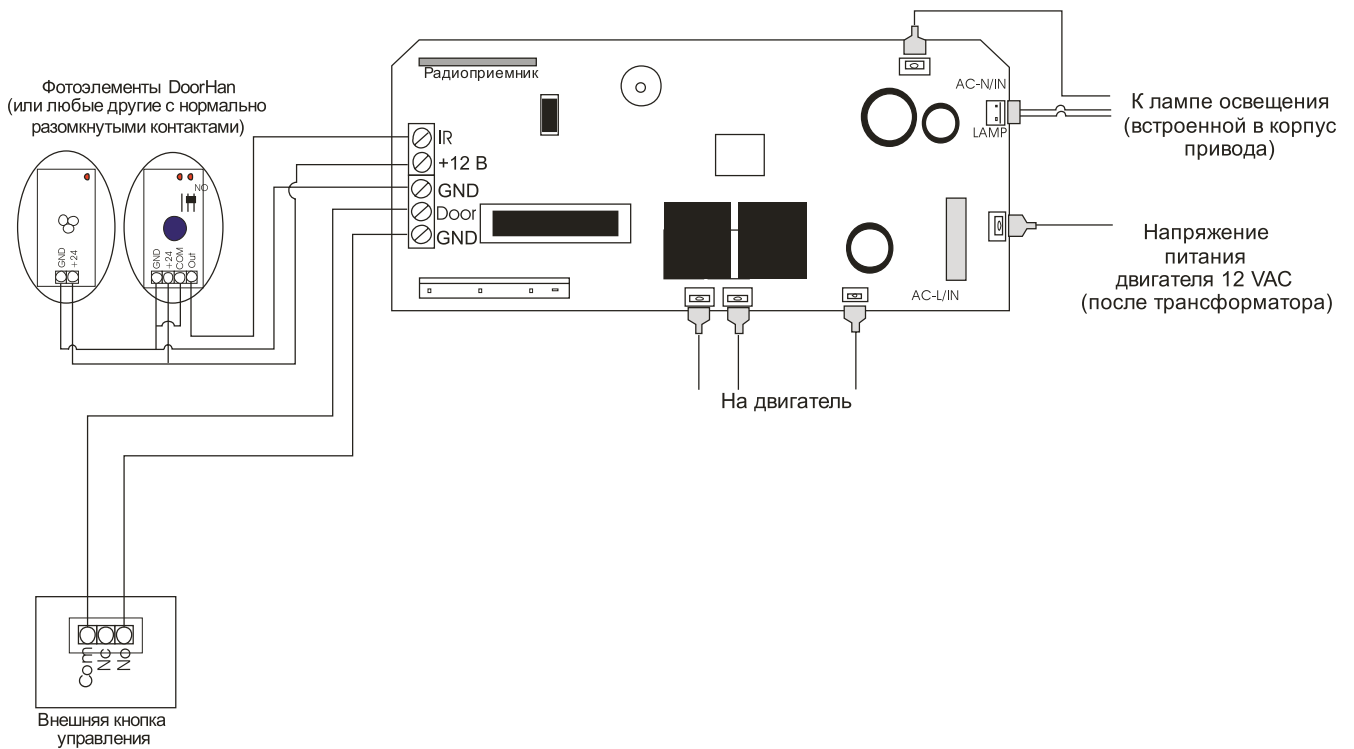 Радиоприемник
AC-N/IN
LAMP
К лампе освещения
(встроенной в корпус
привода)
Фотоэлементы DoorHan
(или любые другие с нормально
разомкнутыми контактами)
IR
+12 В
GND
Door
GND
NO
GND
+24
GND
+24
COM
Out
Напряжение
питания
двигателя 12 VAC
(после трансформатора)
AC-L/IN
На двигатель
Com
Nc
No
Внешняя кнопка
управления